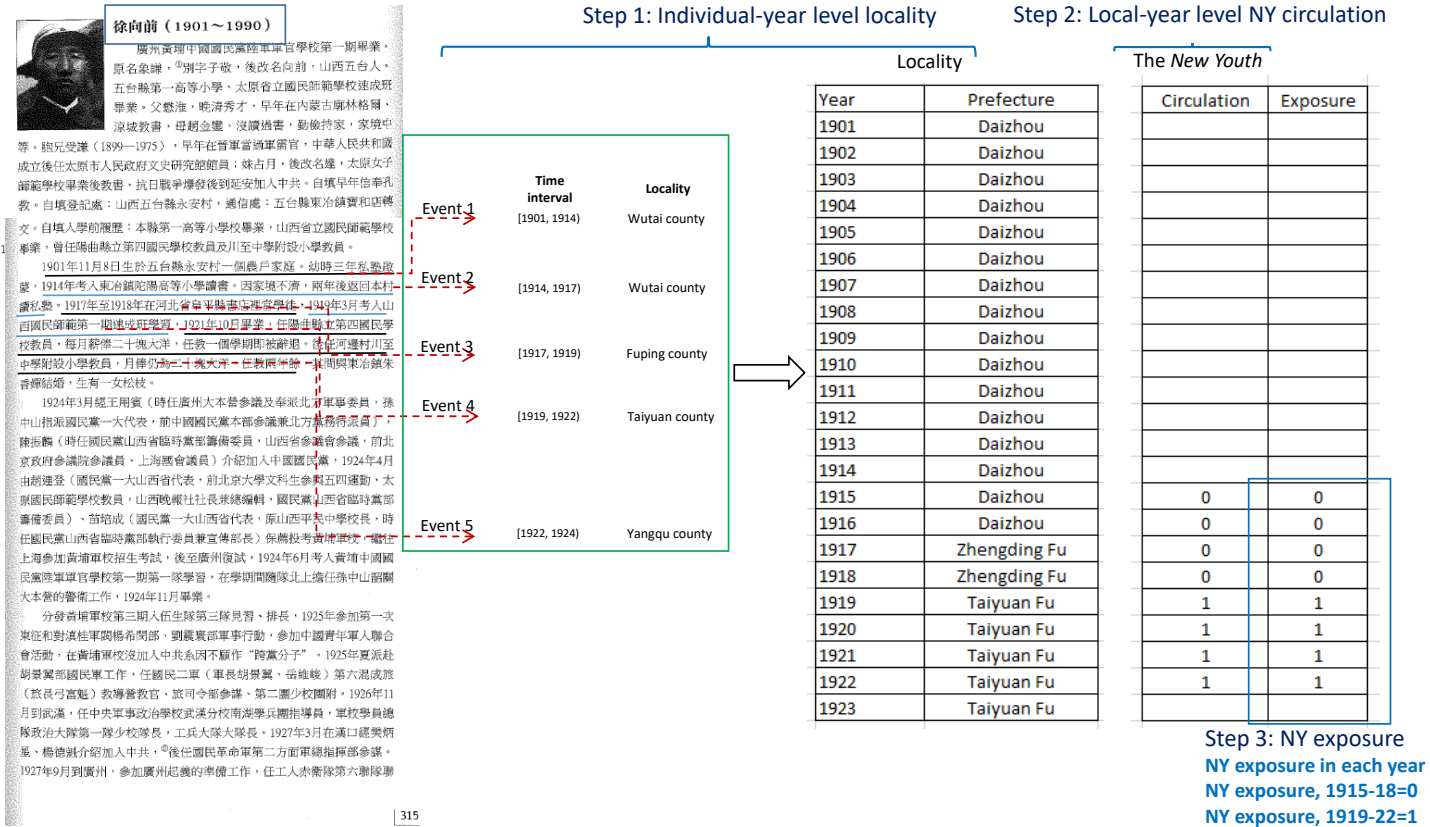 Step 1: Individual-year level locality
Step 2: Local-year level NY circulation
徐向前（1901～1990）
廣州黃埔中國國民黨陸軍軍官學校第一期畢業。
原名象謙，①別字子敬，後改名向前，山西五台人。
五台縣第一高等小學、太原省立國民師範學校速成班
畢業。父懋淮，晚清秀才、早年在內蒙古廓林格爾、
涼城教書，母趙金鑾。沒讀過書，勤儉持家，家境中
等。胞兄受謙（1899—1975），早年在晉軍當過軍需官，中華人民共和國
成立後任太原市人民政府文史研究館館員；妹占月，後改名達，太原女子
師範學校畢業後教書，抗日戰爭爆發後到延安加入中共。自填早年信奉孔
教。自填登記處：山西五台縣永安村，通信處：五台縣東冶鎮寶和店轉
交。自填入學前履歷：本縣第一高等小學校畢業，山西省立國民師範學校
1
畢業，曾任陽曲縣立第四國民學校教員及川至中學附設小學教員。
1901年11月8日生於五台縣永安村一個農戶家庭。幼時三年私塾啟
蒙，1914年考入東冶鎮陀陽高等小學讀書。因家境不濟，兩年後返回本村
讀私塾。1917年至1918年在河北省阜平縣書店裡當學徒，1919年3月考入山
西國民師範第一期速成班學習，1921年10月畢業，任陽曲縣立第四國民學
校教員，每月薪俸二十塊大洋，任教一個學期即被辭退。後任河邊村川至
中學附設小學教員，月俸仍為二十塊大洋，任教兩年餘，其間與東冶鎮朱
香嬋結婚，生有一女松枝。
1924年3月經王用賓（時任廣州大本營參議及奉派北方軍事委員，孫
中山指派國民黨一大代表，前中國國民黨本部參議兼北方黨務特派員），
陳振麟（時任國民黨山西省臨時黨部籌備委員，山西省參議會參議，前北
京政府參議院參議員、上海國會議員）介紹加入中國國民黨，1924年4月
由趙連登（國民黨一大山西省代表，前北京大學文科生參與五四運動，太
原國民師範學校教員，山西晚報社社長兼總編輯，國民黨山西省臨時黨部
籌備委員）、苗培成（國民黨一大山西省代表，原山西平民中學校長，時
任國民黨山西省臨時黨部執行委員兼宣傳部長）保薦投考黃埔軍校，繼往
上海參加黃埔軍校招生考試，後至廣州復試，1924年6月考入黃埔中國國
民黨陸軍軍官學校第一期第一隊學習，在學期間隨隊北上擔任孫中山韶關
大本營的警衛工作，1924年11月畢業。
分發黃埔軍校第三期入伍生隊第三隊見習、排長，1925年參加第一次
東征和對滇桂軍閥楊希閔部、劉震寰部軍事行動，參加中國青年軍人聯合
會活動，在黃埔軍校沒加入中共系因不願作“跨黨分子”。1925年夏派赴
胡景翼部國民軍工作，任國民二軍（軍長胡景翼、岳維峻）第六混成旅
（旅長弓富魁）教導營教官、旅司令部參謀、第二團少校團附。1926年11
月到武漢，任中央軍事政治學校武漢分校南湖學兵團指導員，軍校學員總
隊政治大隊第一隊少校隊長，工兵大隊大隊長。1927年3月在漢口經樊炳
星、楊德魁介紹加入中共，②後任國民革命軍第二方面軍總指揮部參謀。
1927年9月到廣州，參加廣州起義的準備工作，任工人赤衛隊第六聯隊聯
315
Time interval Locality
Event 1 [1901, 1914) Wutai county
Event 2 [1914, 1917) Wutai county
Event 3 [1917, 1919) Fuping county
Event 4 [1919, 1922) Taiyuan county
Event 5 [1922, 1924) Yangqu county
Locality The New Youth
Year Prefecture Circulation Exposure
1901 Daizhou
1902 Daizhou
1903 Daizhou
1904 Daizhou
1905 Daizhou
1906 Daizhou
1907 Daizhou
1908 Daizhou
1909 Daizhou
1910 Daizhou
1911 Daizhou
1912 Daizhou
1913 Daizhou
1914 Daizhou
1915 Daizhou 0 0
1916 Daizhou 0 0
1917 Zhengding Fu 0 0
1918 Zhengding Fu 0 0
1919 Taiyuan Fu 1 1
1920 Taiyuan Fu 1 1
1921 Taiyuan Fu 1 1
1922 Taiyuan Fu 1 1
1923 Taiyuan Fu
Step 3: NY exposure
NY exposure in each year
NY exposure, 1915-18=0
NY exposure, 1919-22=1